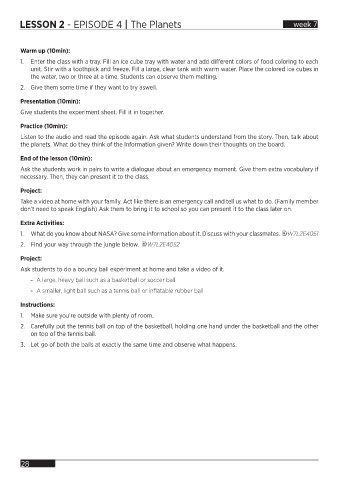 LESSON 2 - EPISODE 4 | The Planets
week 7
Warm up (10min):
1. Enter the class with a tray. Fill an ice cube tray with water and add different colors of food coloring to each
unit. Stir with a toothpick and freeze. Fill a large, clear tank with warm water. Place the colored ice cubes in
the water, two or three at a time. Students can observe them melting.
2. Give them some time if they want to try aswell.
Presentation (10min):
Give students the experiment sheet. Fill it in together.
Practice (10min):
Listen to the audio and read the episode again. Ask what students understand from the story. Then, talk about
the planets. What do they think of the Information given? Write down their thoughts on the board.
End of the lesson (10min):
Ask the students work in pairs to write a dialogue about an emergency moment. Give them extra vocabulary if
necessary. Then, they can present it to the class.
Project:
Take a video at home with your family. Act like there is an emergency call and tell us what to do. (Family member
don't need to speak English) Ask them to bring it to school so you can present it to the class later on.
Extra Activities:
1. What do you know about NASA? Give some information about it. Discuss with your classmates. W7L2E4OS1
2. Find your way through the jungle below. W7L2E4OS2
Project:
Ask students to do a bouncy ball experiment at home and take a video of it.
- A large, heavy ball such as a basketball or soccer ball
- A smaller, light ball such as a tennis ball or inflatable rubber ball
Instructions:
1. Make sure you're outside with plenty of room.
2. Carefully put the tennis ball on top of the basketball, holding one hand under the basketball and the other
on top of the tennis ball.
3. Let go of both the balls at exactly the same time and observe what happens.
28